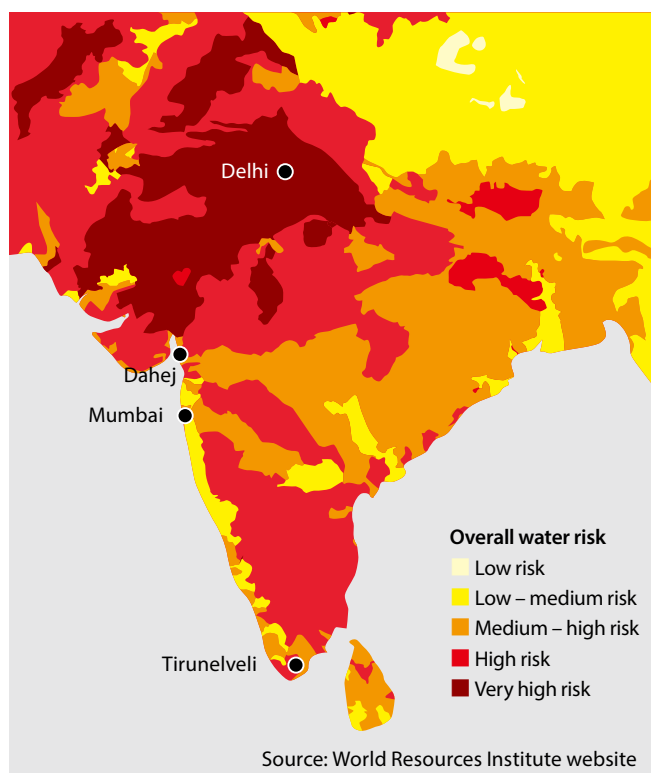 Delhi
Dahej
Mumbai
Overall water risk
Low risk
Low – medium risk
Medium – high risk
High risk
Tirunelveli
Very high risk
Source: World Resources Institute website